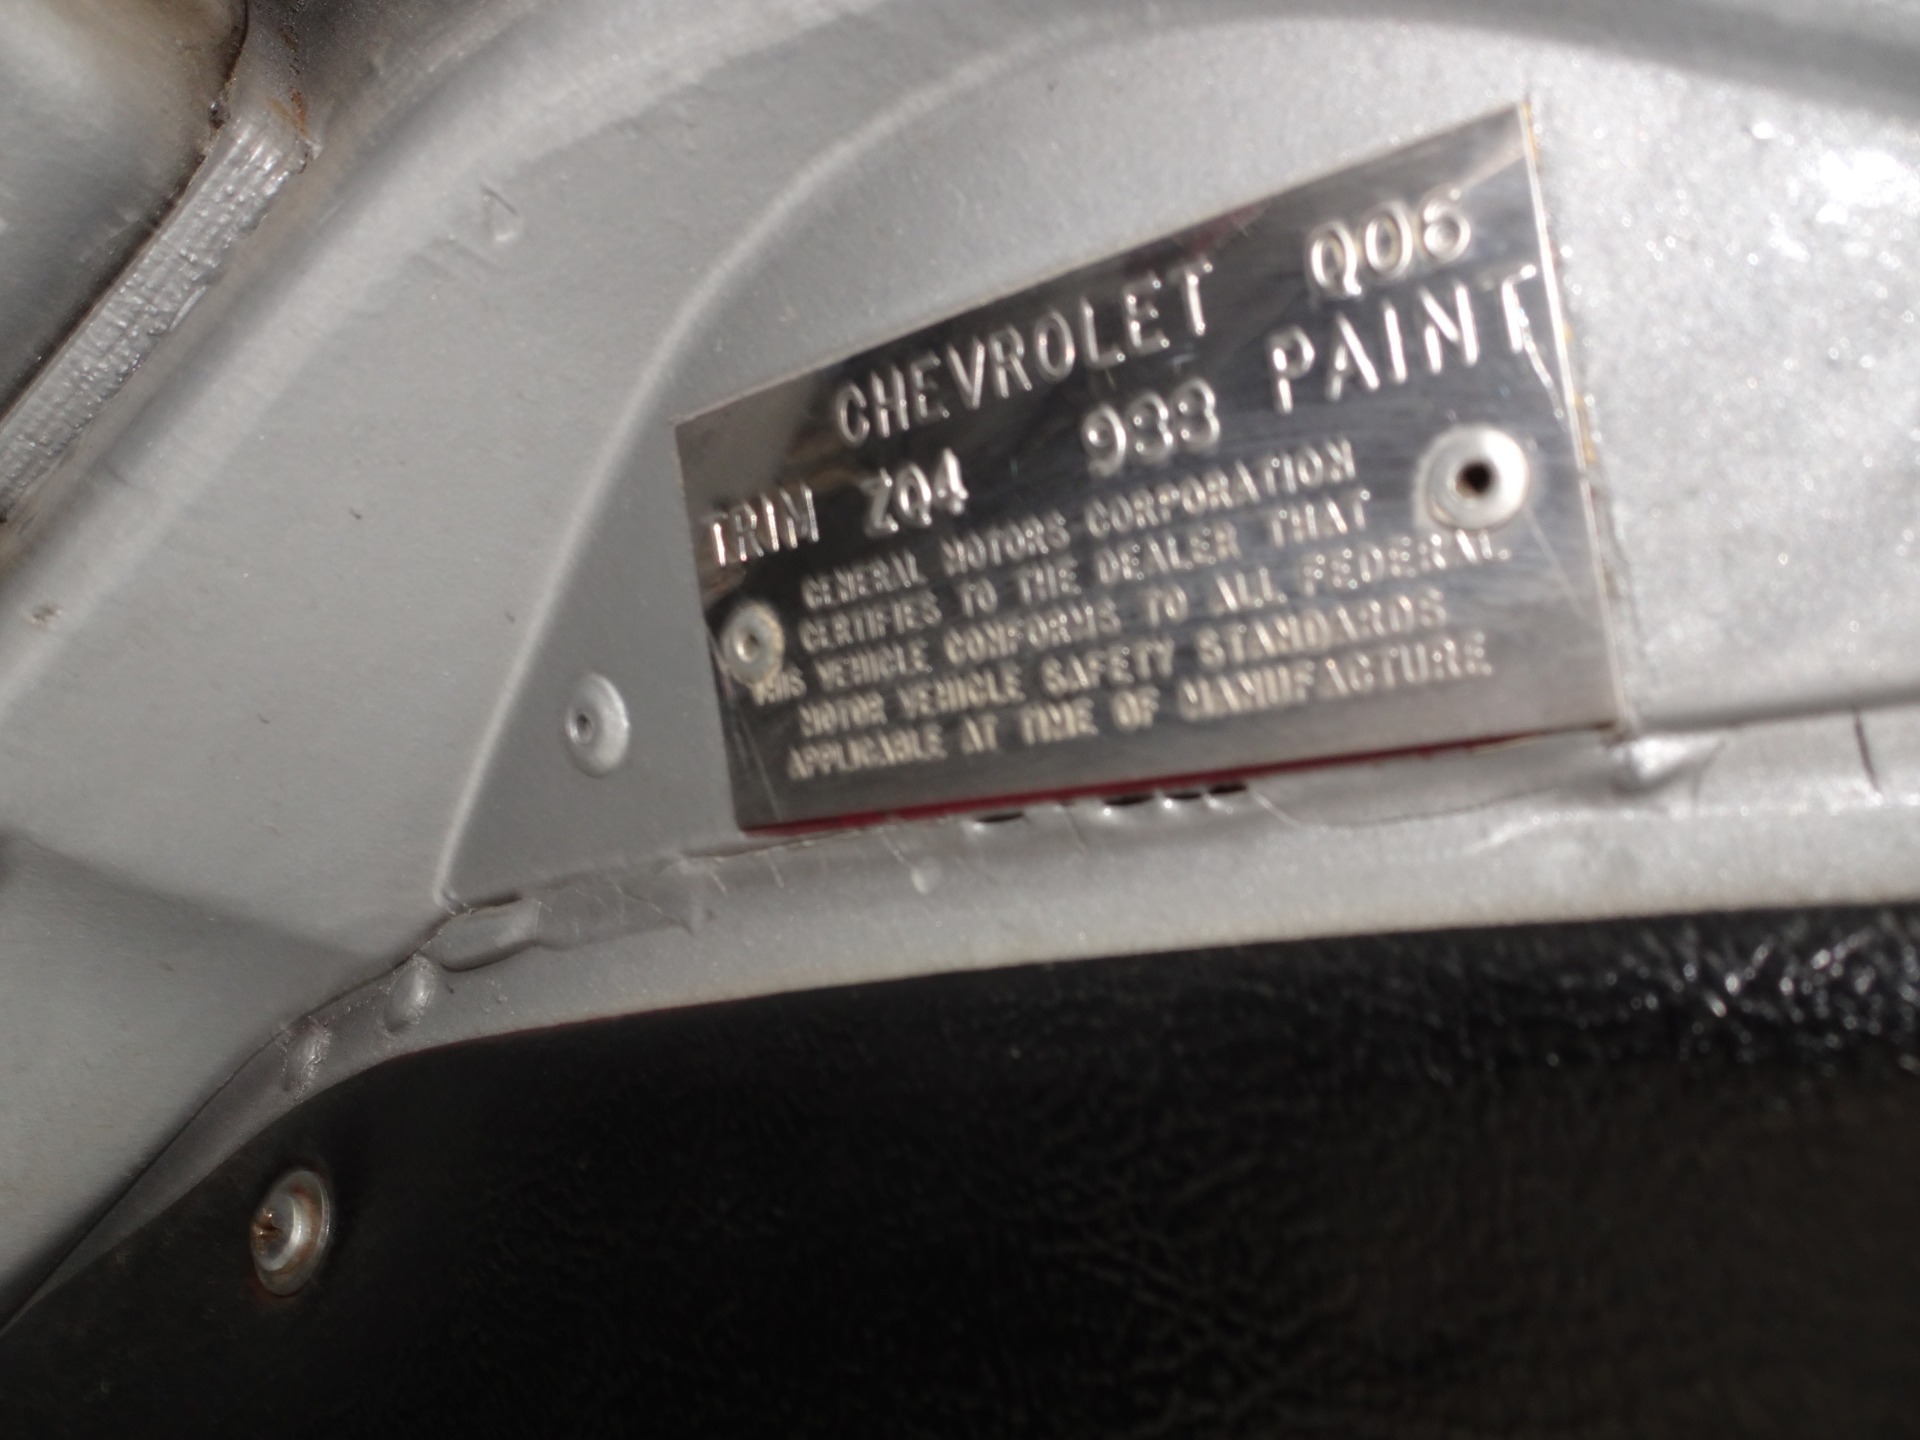 CHEVROLET Q06
TRIM ZQ4 933 PAINT
GENERAL MOTORS CORPORATION
CERTIFIES TO THE DEALER THAT
THIS VEHICLE CONFORMS TO ALL FEDERAL
MOTOR VEHICLE SAFETY STANDARDS
APPLICABLE AT TIME OF MANUFACTURE